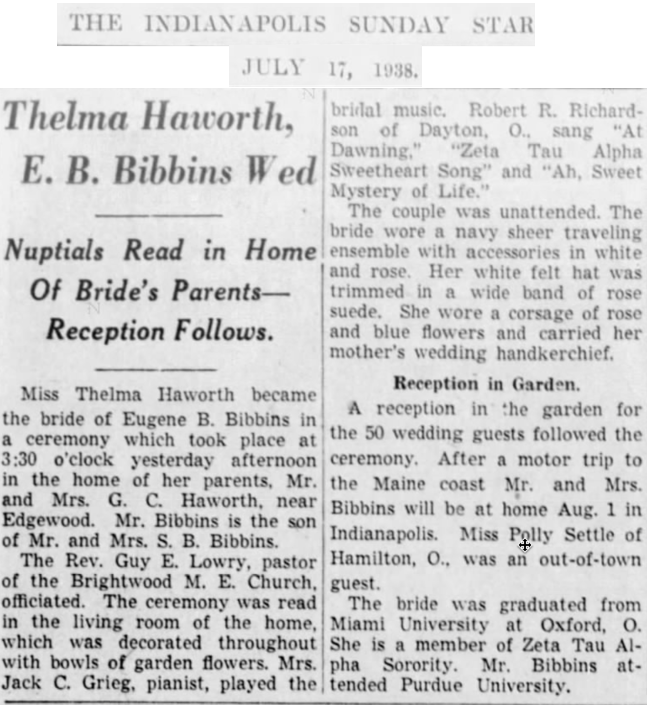 THE INDIANAPOLIS SUNDAY STAR
JULY 17, 1938.
Thelma Haworth,
E. B. Bibbins Wed
Nuptials Read in Home
Of Bride's Parents—
Reception Follows.
Miss Thelma Haworth became
the bride of Eugene B. Bibbins in
a ceremony which took place at
3:30 o'clock yesterday afternoon
in the home of her parents, Mr.
and Mrs. G. C. Haworth, near
Edgewood. Mr. Bibbins is the son
of Mr. and Mrs. S. B. Bibbins.
The Rev. Guy E. Lowry, pastor
of the Brightwood M. E. Church,
officiated. The ceremony was read
in the living room of the home,
which was decorated throughout
with bowls of garden flowers. Mrs.
Jack C. Grieg, pianist, played the
bridal music. Robert R. Richard-
son of Dayton, O., sang "At
Dawning," "Zeta Tau Alpha
Sweetheart Song" and "Ah, Sweet
Mystery of Life."
The couple was unattended. The
bride wore a navy sheer traveling
ensemble with accessories in white
and rose. Her white felt hat was
trimmed in a wide band of rose
suede. She wore a corsage of rose
and blue flowers and carried her
mother's wedding handkerchief.
Reception in Garden.
A reception in the garden for
the 50 wedding guests followed the
ceremony. After a motor trip to
the Maine coast Mr. and Mrs.
Bibbins will be at home Aug. 1 in
Indianapolis. Miss Polly Settle of
Hamilton, O., was an out-of-town
guest.
The bride was graduated from
Miami University at Oxford, O.
She is a member of Zeta Tau Al-
pha Sorority. Mr. Bibbins at-
tended Purdue University.